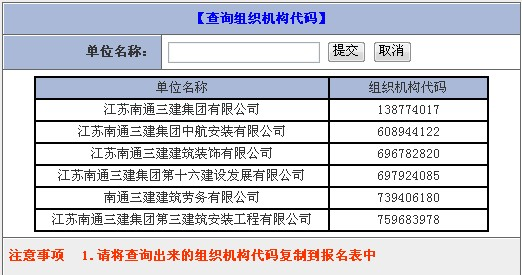 【查询组织机构代码】
单位名称： 提交 取消
单位名称 组织机构代码
江苏南通三建集团有限公司 138774017
江苏南通三建集团中航安装有限公司 608944122
江苏南通三建建筑装饰有限公司 696782820
江苏南通三建集团第十六建设发展有限公司 697924085
南通三建建筑劳务有限公司 739406180
江苏南通三建集团第三建筑安装工程有限公司 759683978
注意事项 1.请将查询出来的组织机构代码复制到报名表中